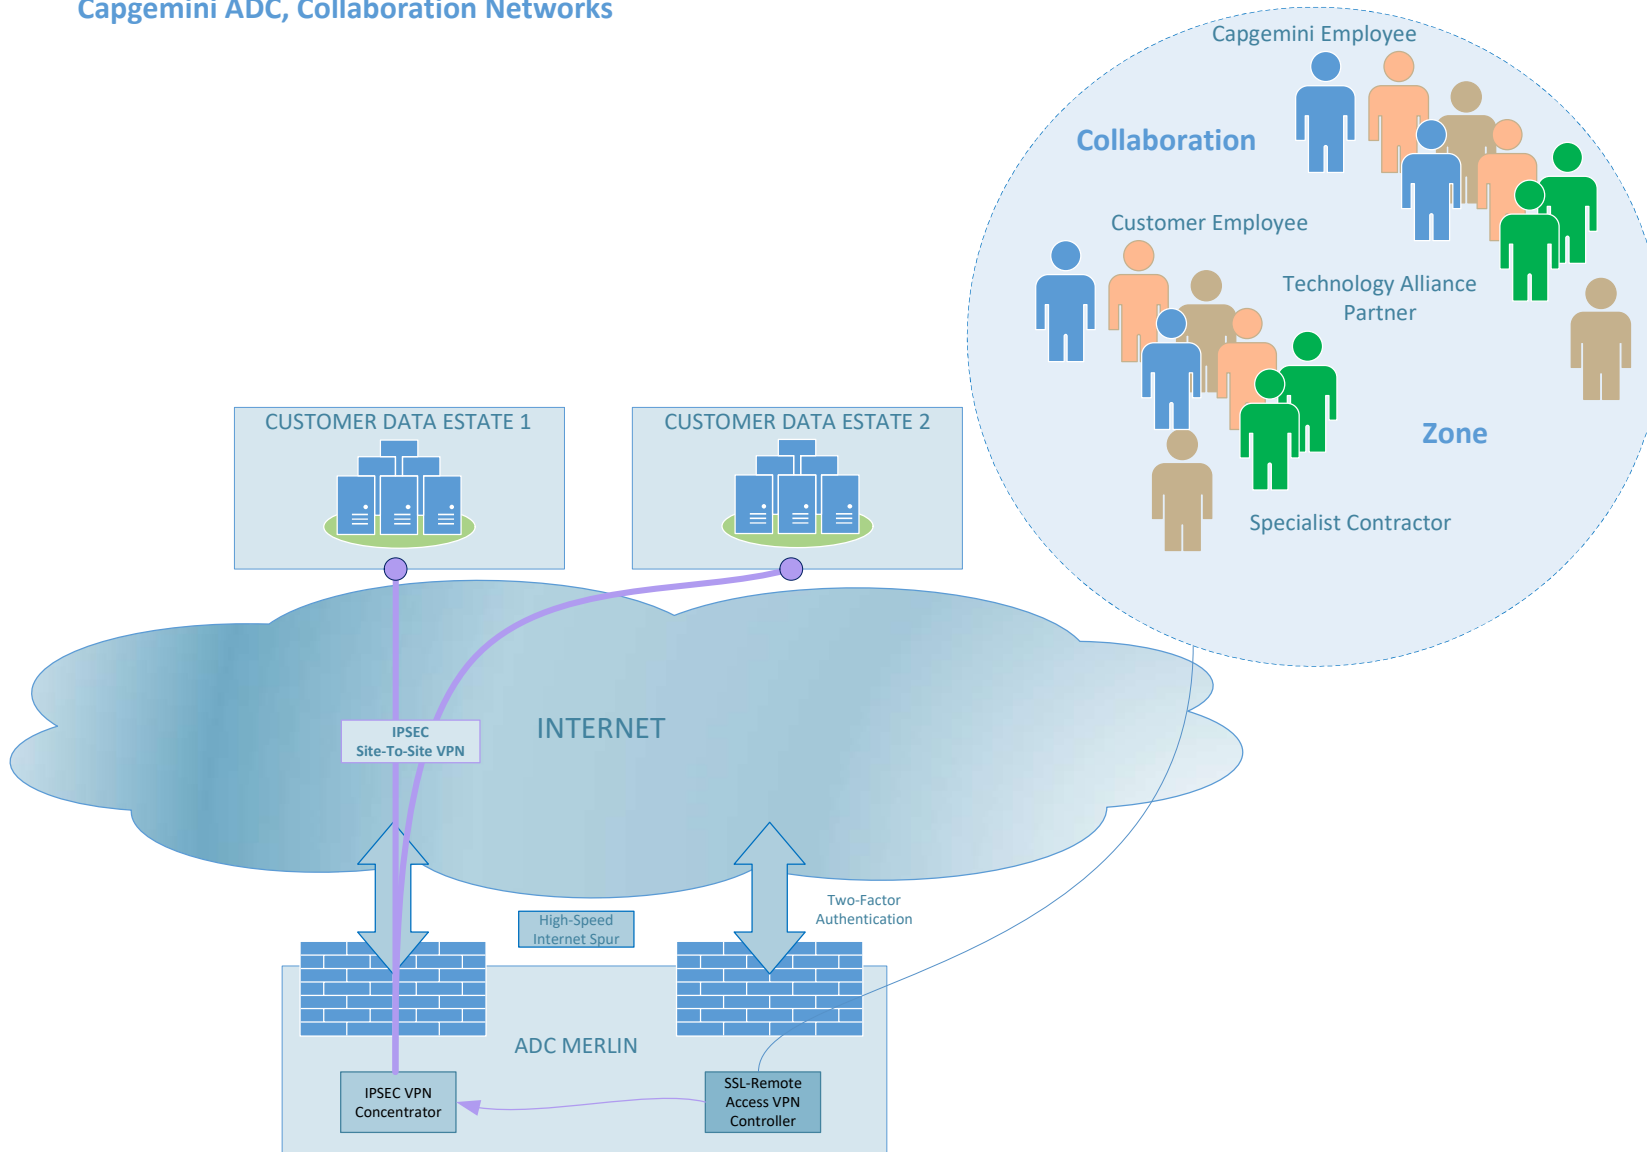 Capgemini ADC, Collaboration Networks
Capgemini Employee
Collaboration
Customer Employee
Technology Alliance
Partner
Zone
Specialist Contractor
CUSTOMER DATA ESTATE 1
CUSTOMER DATA ESTATE 2
INTERNET
IPSEC
Site-To-Site VPN
High-Speed
Internet Spur
Two-Factor
Authentication
ADC MERLIN
IPSEC VPN
Concentrator
SSL-Remote
Access VPN
Controller